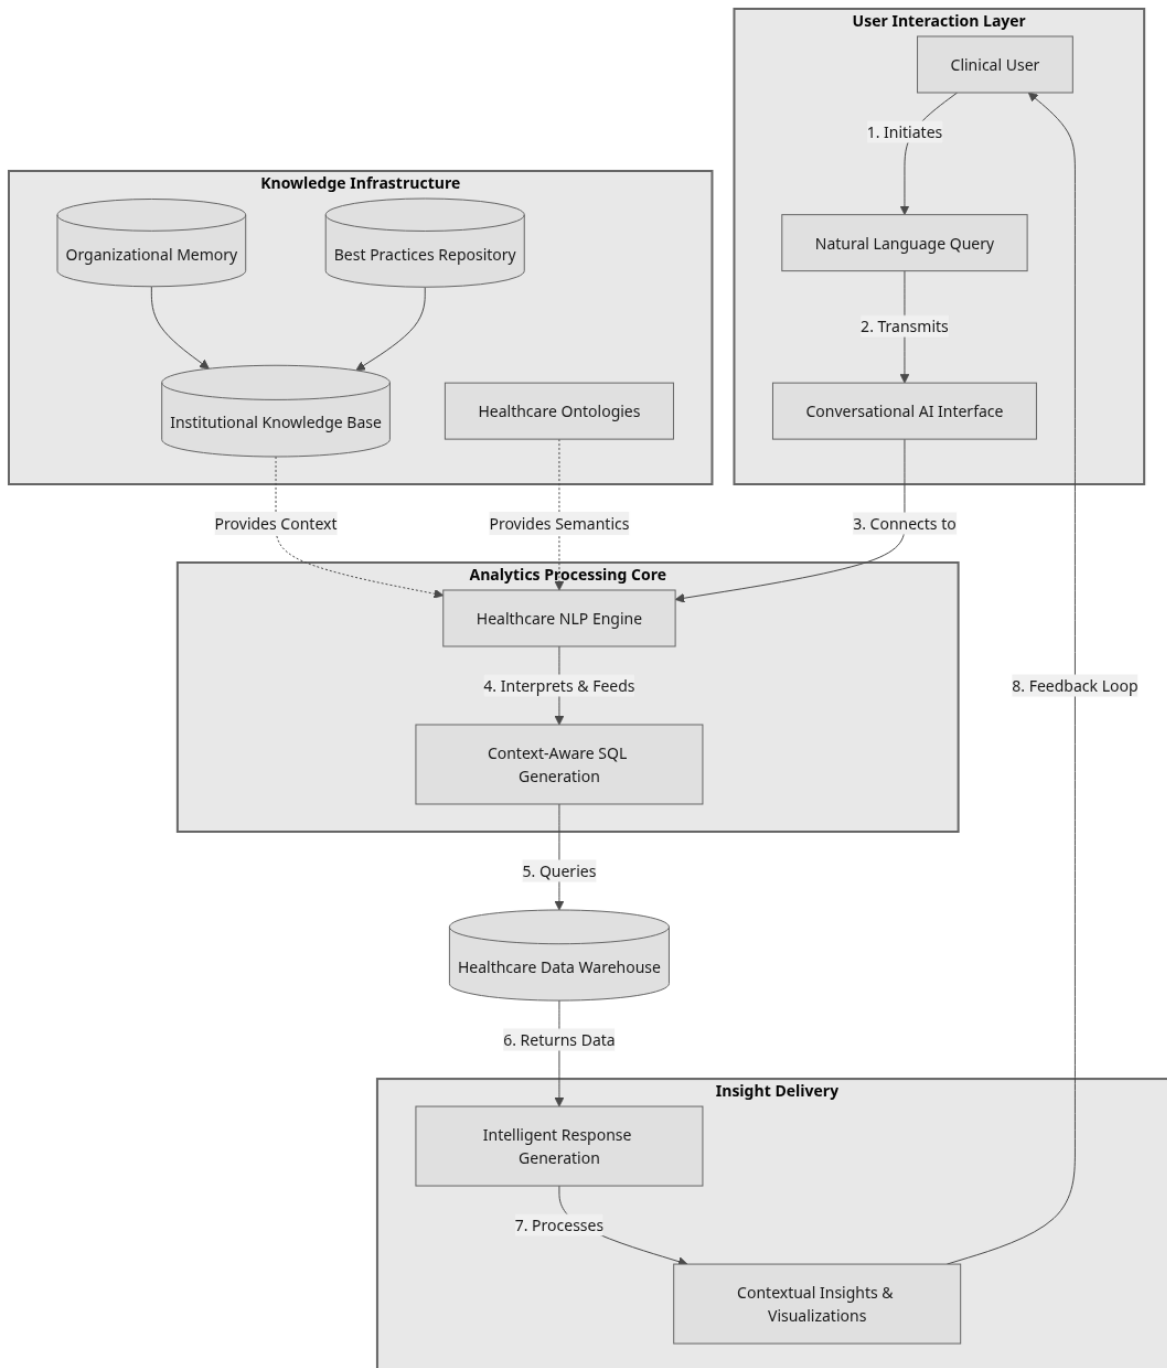 User Interaction Layer
Clinical User
1. Initiates
Knowledge Infrastructure
Organizational Memory
Best Practices Repository
Natural Language Query
2. Transmits
Institutional Knowledge Base
Healthcare Ontologies
Conversational AI Interface
Provides Context
Provides Semantics
3. Connects to
Analytics Processing Core
Healthcare NLP Engine
4. Interprets & Feeds
8. Feedback Loop
Context-Aware SQL
Generation
5. Queries
Healthcare Data Warehouse
6. Returns Data
Insight Delivery
Intelligent Response
Generation
7. Processes
Contextual Insights &
Visualizations